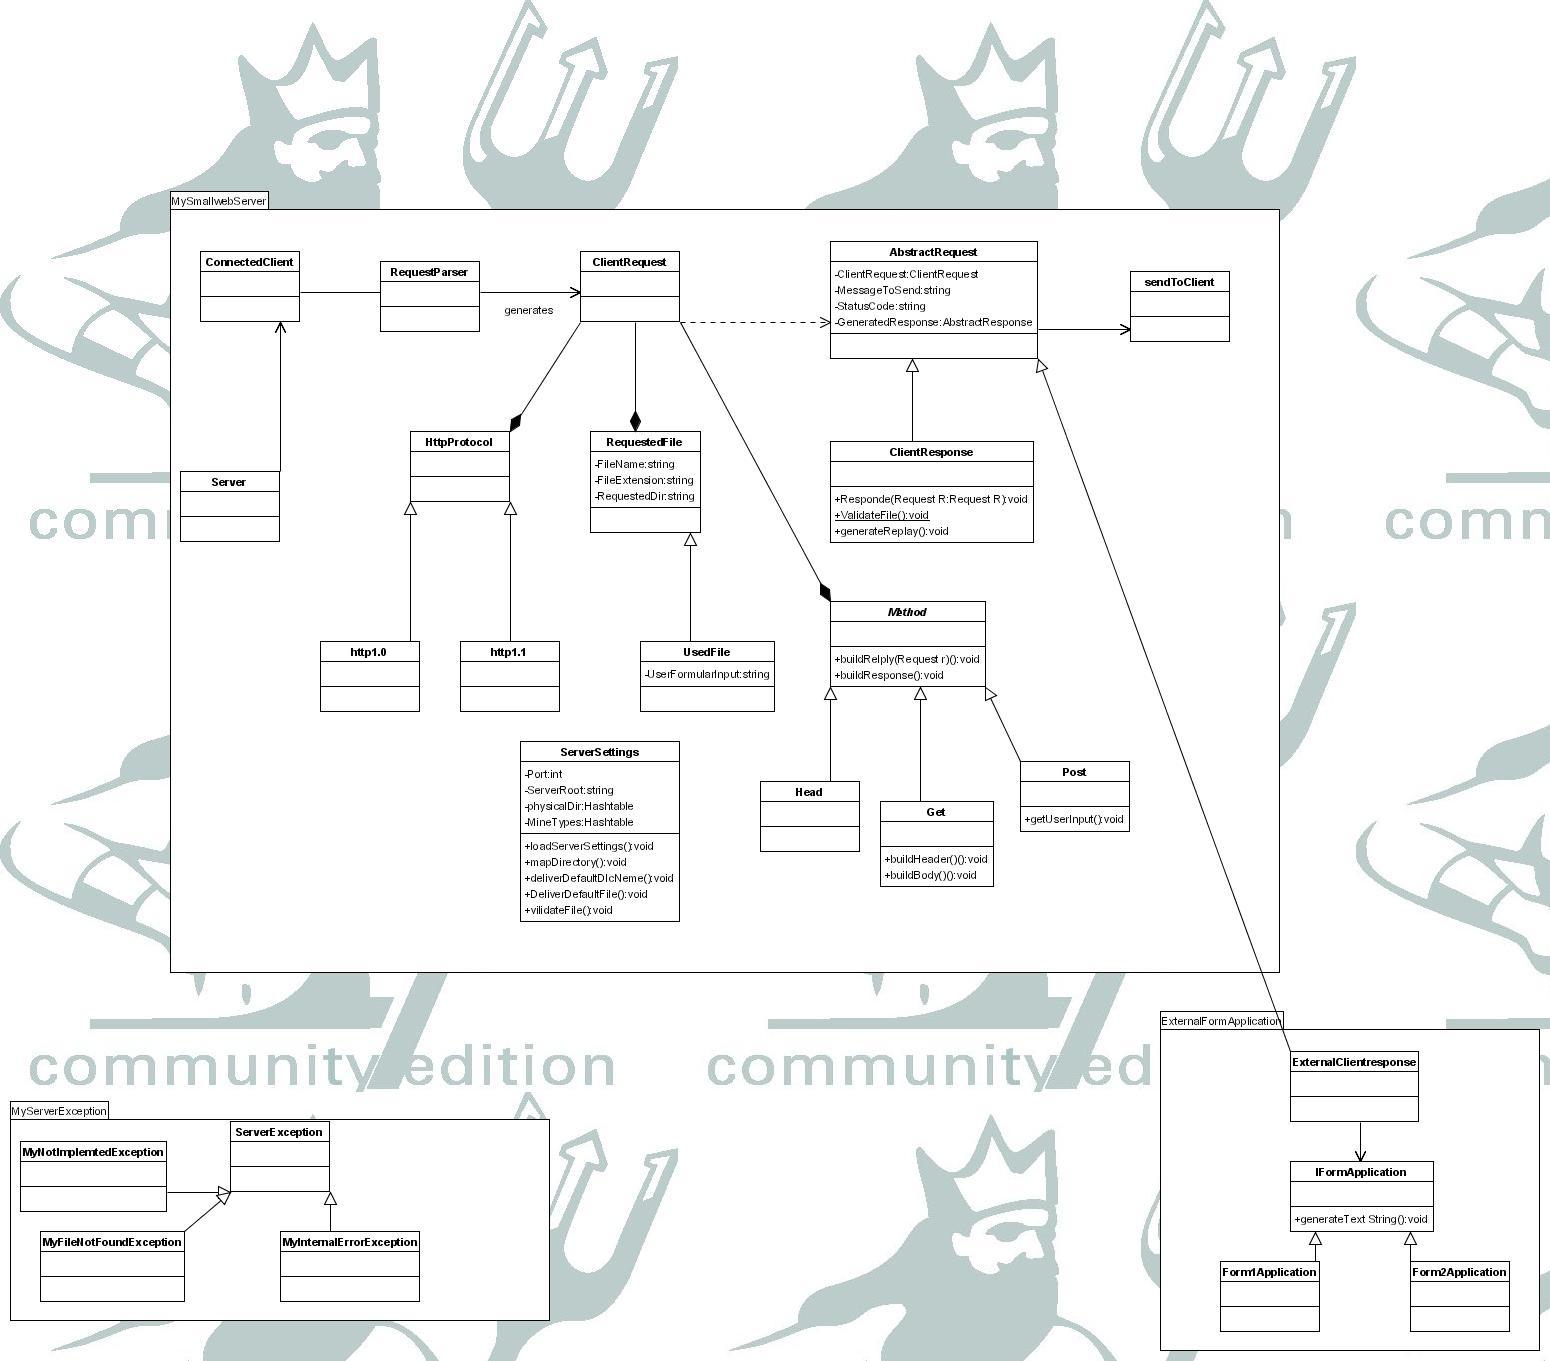 MySmallwebServer
ConnectedClient
RequestParser
ClientRequest
generates
AbstractRequest
-ClientRequest:ClientRequest
-MessageToSend:string
-StatusCode:string
-GeneratedResponse:AbstractResponse
sendToClient
Server
HttpProtocol
RequestedFile
-FileName:string
-FileExtension:string
-RequestedDir:string
ClientResponse
+Responde(Request R:Request R):void
+ValidateFile():void
+generateReplay():void
http1.0
http1.1
UsedFile
-UserFormularInput:string
Method
+buildRelply(Request r)():void
+buildResponse():void
ServerSettings
-Port:int
-ServerRoot:string
-physicalDir:Hashtable
-MineTypes:Hashtable
+loadServerSettings():void
+mapDirectory():void
+deliverDefaultDIcNeme():void
+DeliverDefaultFile():void
+vilidateFile():void
Head
Get
+buildHeader()():void
+buildBody()():void
Post
+getUserInput():void
comm
n
comm
community edition
community ed
n
MyServerException
ServerException
MyNotImplemtedException
MyFileNotFoundException
MyInternalErrorException
ExternalFormApplication
ExternalClientresponse
IFormApplication
+generateText String():void
Form1Application
Form2Application